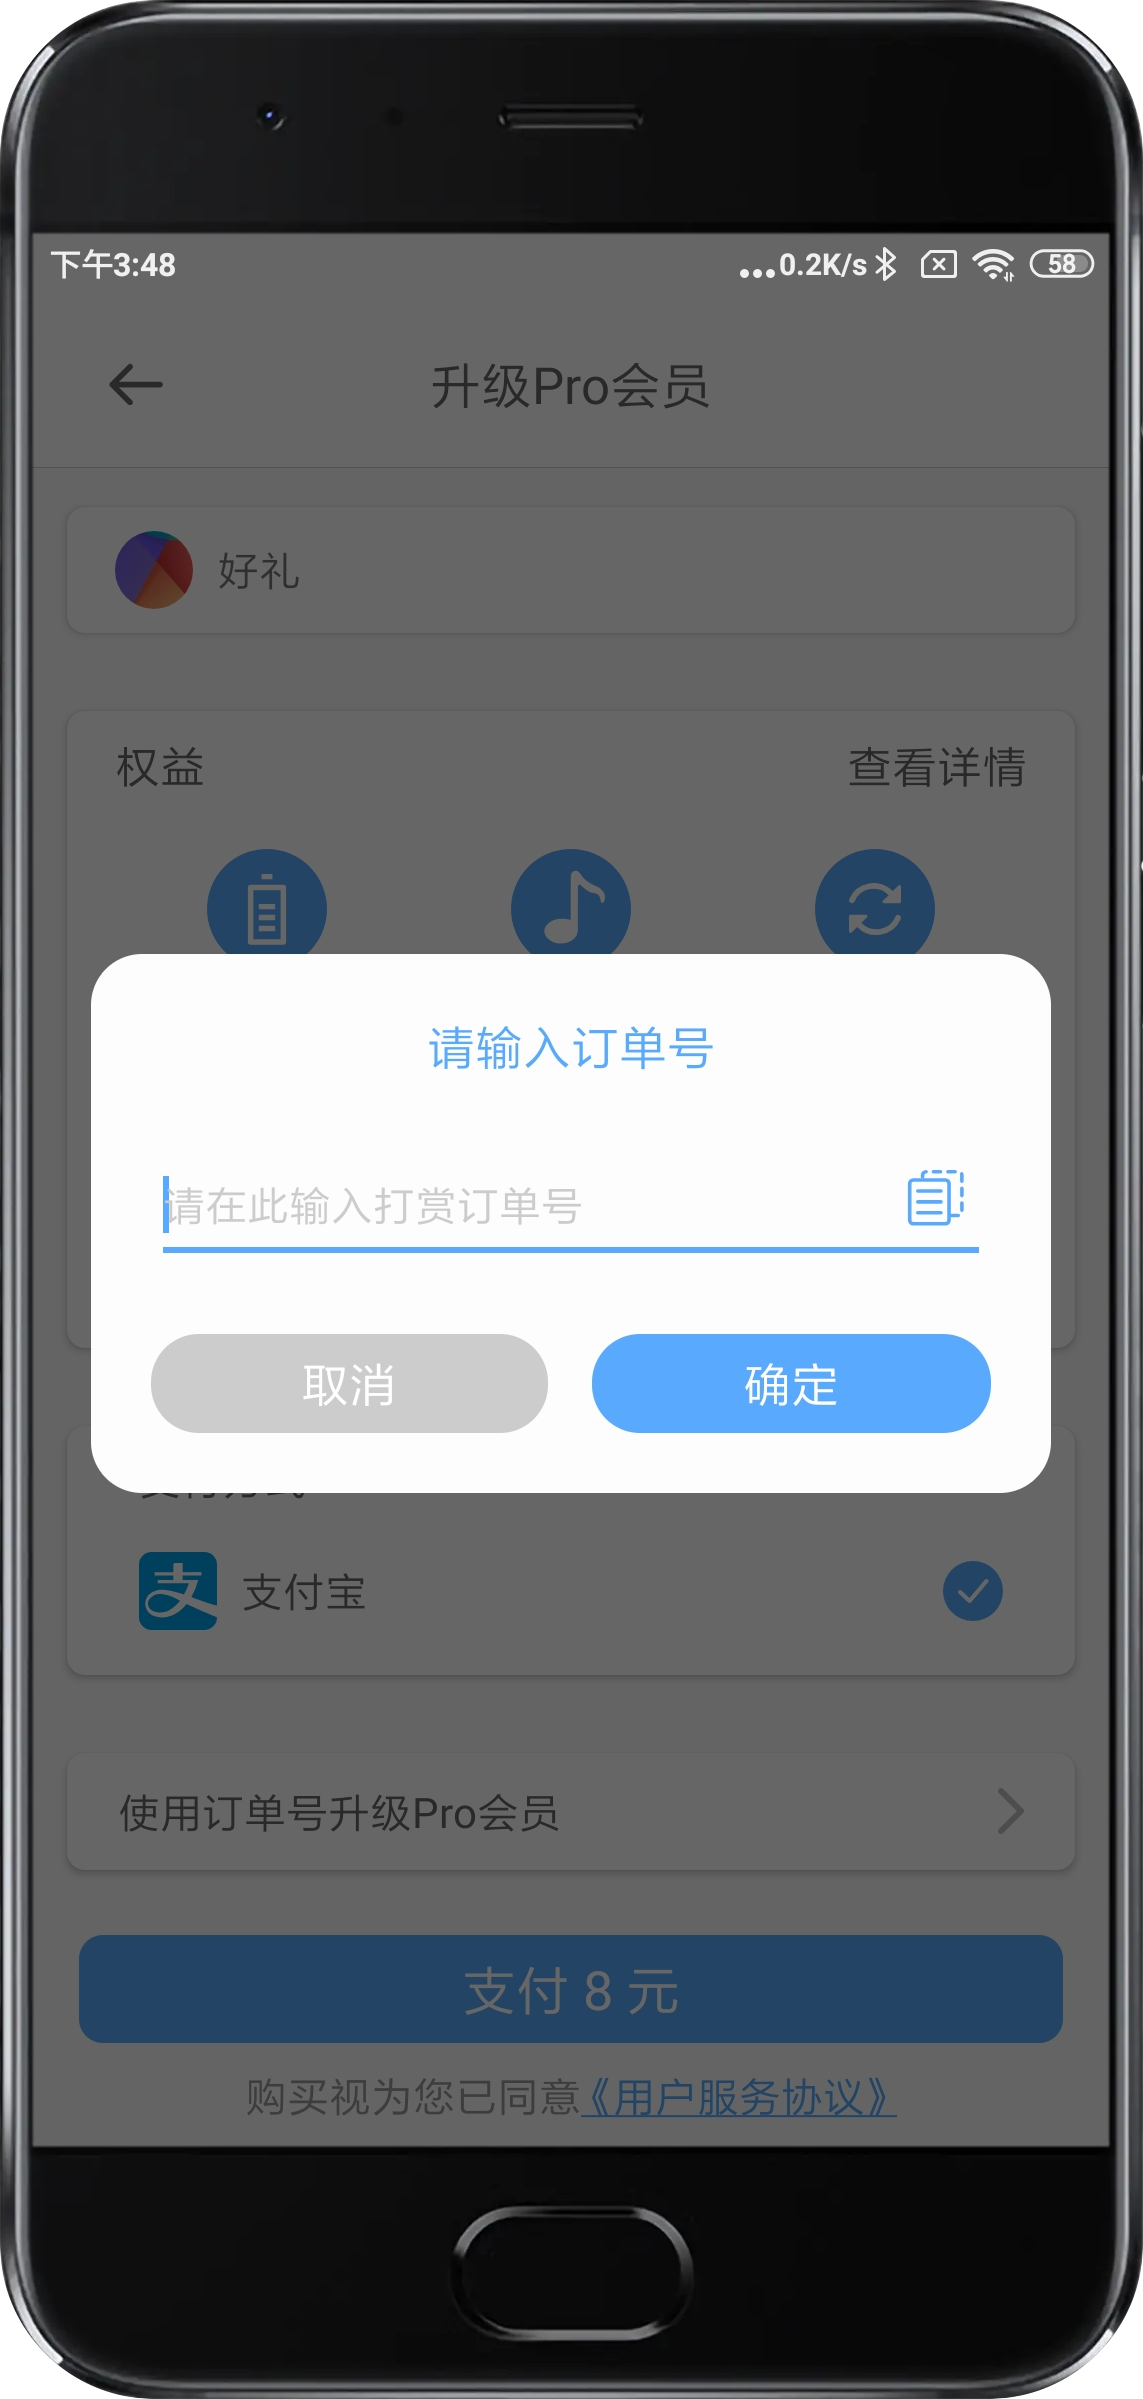 下午3:48
...0.2K/s
58
升级Pro会员
好礼
权益
查看详情
请输入订单号
请在此输入打赏订单号
取消
确定
支付宝
使用订单号升级Pro会员
支付 8 元
购买视为您已同意《用户服务协议》